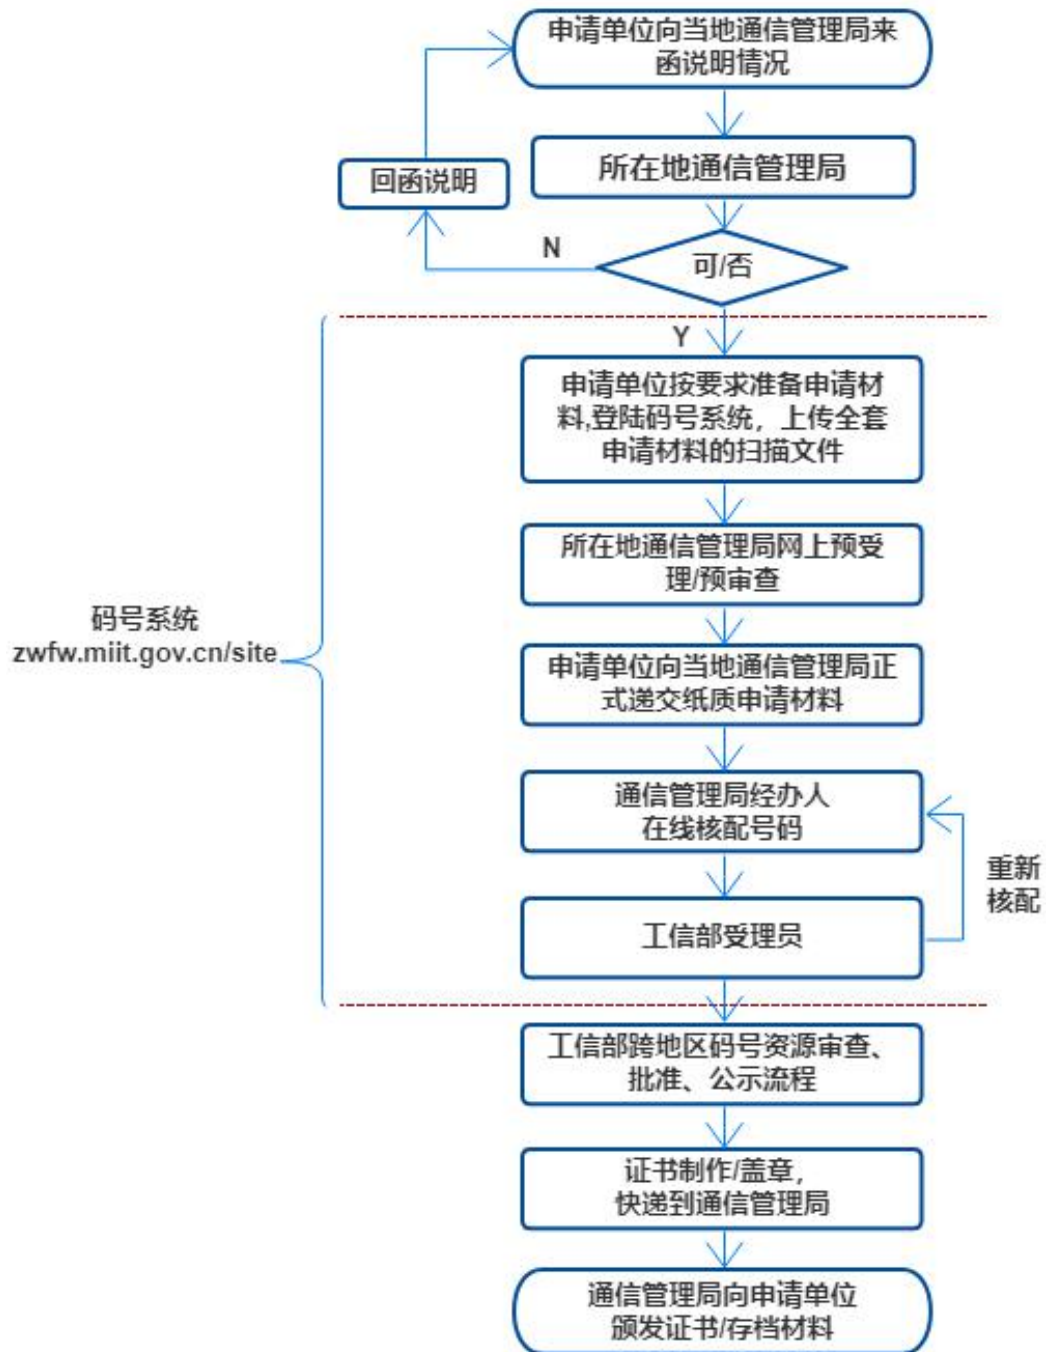 申请单位向当地通信管理局来
函说明情况
所在地通信管理局
回函说明
N
可/否
Y
申请单位按要求准备申请材
料,登陆码号系统，上传全套
申请材料的扫描文件
所在地通信管理局网上预受
理/预审查
码号系统
zwfw.miit.gov.cn/site
申请单位向当地通信管理局正
式递交纸质申请材料
通信管理局经办人
在线核配号码
重新
核配
工信部受理员
工信部跨地区码号资源审查、
批准、公示流程
证书制作/盖章，
快递到通信管理局
通信管理局向申请单位
颁发证书/存档材料